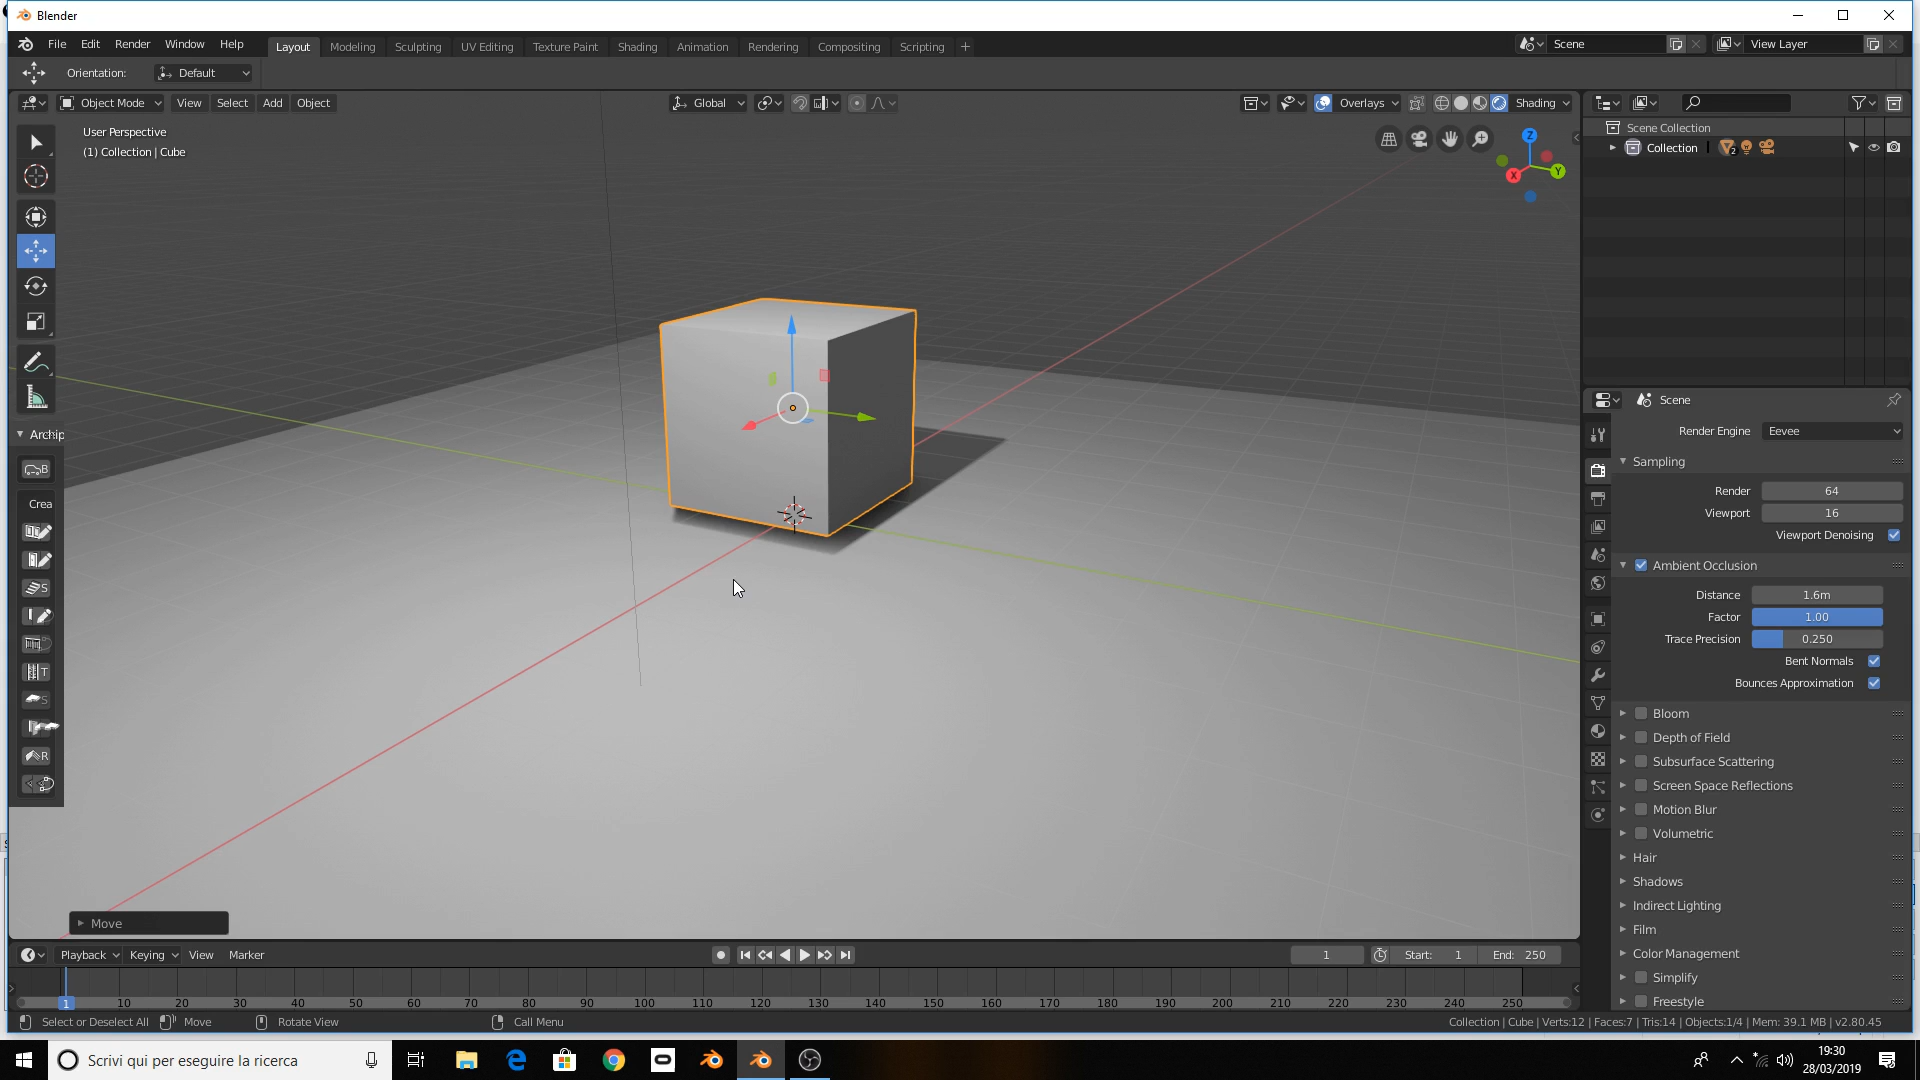 Blender
File Edit Render Window Help Layout Modeling Sculpting UV Editing Texture Paint Shading Animation Rendering Compositing Scripting + Scene View Layer
Orientation: Default
Object Mode View Select Add Object Global Overlays Shading
User Perspective
(1) Collection | Cube
Z
Y
X
Scene Collection
Collection 2
Archip
B
Crea
S
T
S
R
Scene
Render Engine Eevee
Sampling
Render 64
Viewport 16
Viewport Denoising
Ambient Occlusion
Distance 1.6m
Factor 1.00
Trace Precision 0.250
Bent Normals
Bounces Approximation
Bloom
Depth of Field
Subsurface Scattering
Screen Space Reflections
Motion Blur
Volumetric
Hair
Shadows
Indirect Lighting
Film
Color Management
Simplify
Freestyle
Move
Playback Keying View Marker 1 Start: 1 End: 250
1 10 20 30 40 50 60 70 80 90 100 110 120 130 140 150 160 170 180 190 200 210 220 230 240 250
Select or Deselect All Move Rotate View Call Menu Collection | Cube | Verts:12 | Faces:7 | Tris:14 | Objects:1/4 | Mem: 39.1 MB | v2.80.45
Scrivi qui per eseguire la ricerca
19:30
28/03/2019